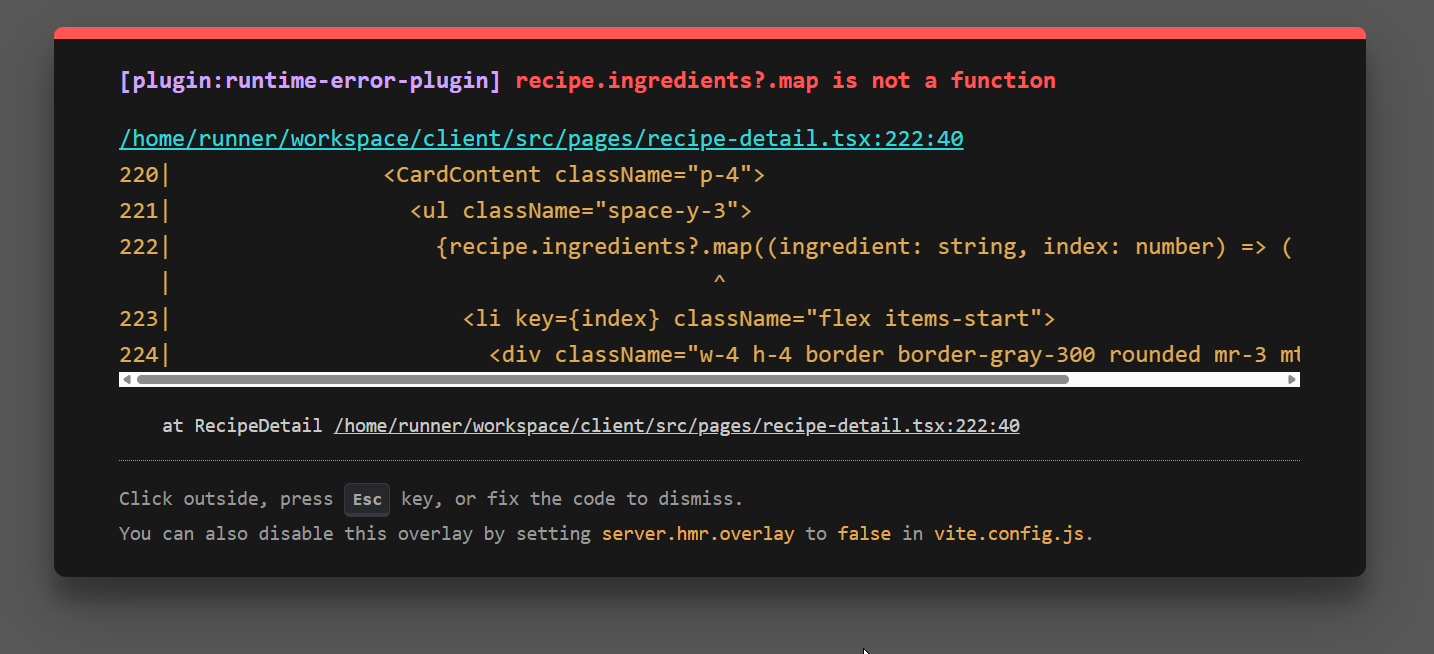 [plugin:runtime-error-plugin] recipe.ingredients?.map is not a function
/home/runner/workspace/client/src/pages/recipe-detail.tsx:222:40
220|                <CardContent className="p-4">
221|                  <ul className="space-y-3">
222|                    {recipe.ingredients?.map((ingredient: string, index: number) => (
   |                                         ^
223|                      <li key={index} className="flex items-start">
224|                        <div className="w-4 h-4 border border-gray-300 rounded mr-3 mt
at RecipeDetail /home/runner/workspace/client/src/pages/recipe-detail.tsx:222:40
Click outside, press Esc key, or fix the code to dismiss.
You can also disable this overlay by setting server.hmr.overlay to false in vite.config.js.